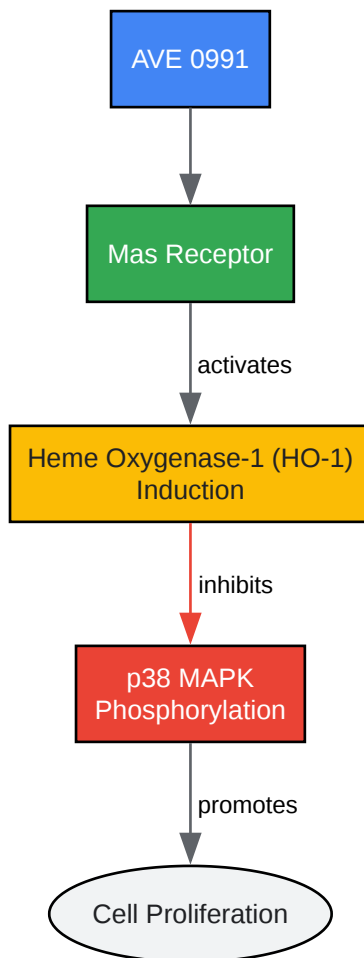 AVE 0991
Mas Receptor
activates
Heme Oxygenase-1 (HO-1)
Induction
inhibits
p38 MAPK
Phosphorylation
promotes
Cell Proliferation